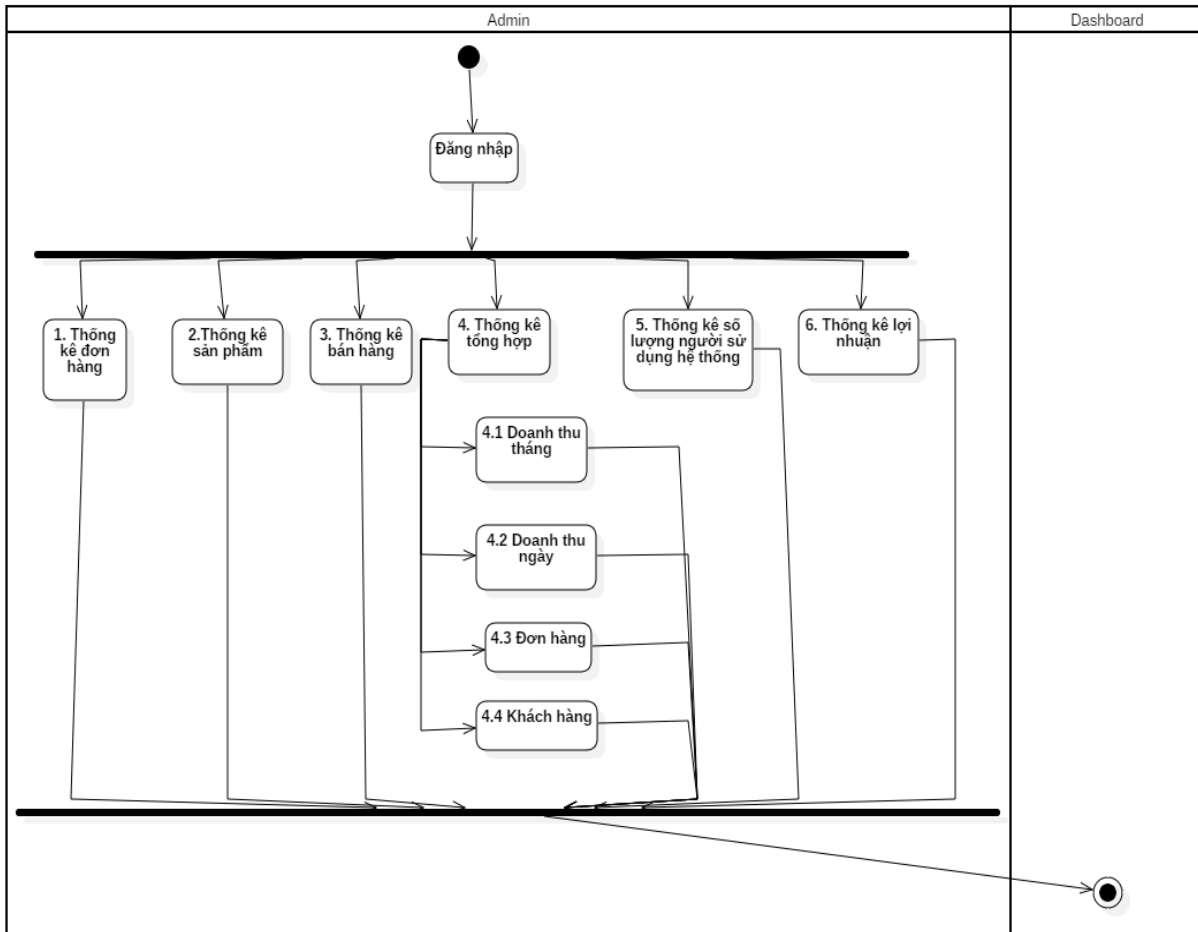 Admin
Dashboard
Đăng nhập
1. Thống
kê đơn
hàng
2.Thống kê
sản phẩm
3. Thống kê
bán hàng
4. Thống kê
tổng hợp
5. Thống kê số
lượng người sử
dụng hệ thống
6. Thống kê lợi
nhuận
4.1 Doanh thu
tháng
4.2 Doanh thu
ngày
4.3 Đơn hàng
4.4 Khách hàng